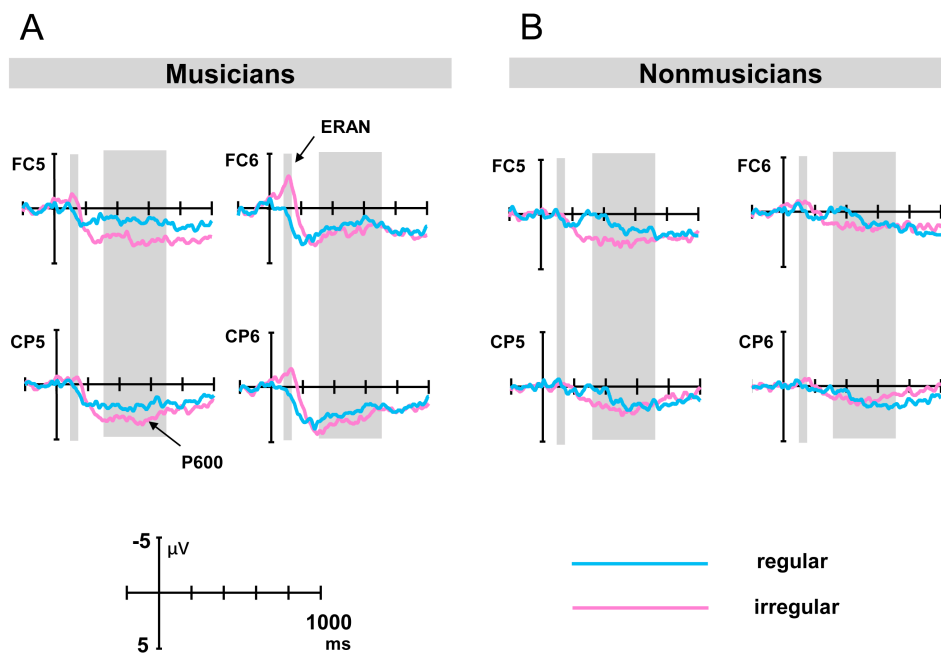 A
B
Musicians
Nonmusicians
ERAN
FC5
FC6
FC5
FC6
CP5
CP6
CP5
CP6
P600
-5
µV
1000
ms
5
regular
irregular